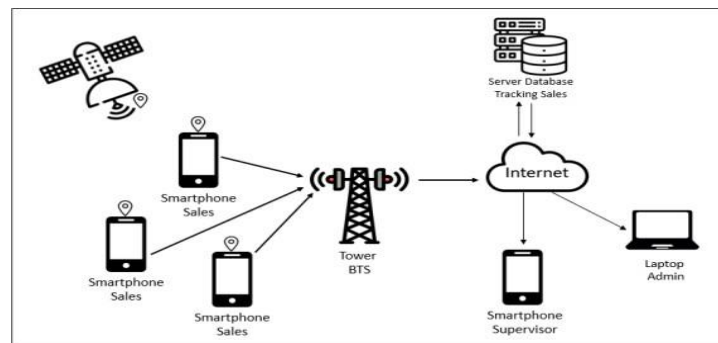 Server Database
Tracking Sales
Internet
Smartphone
Sales
Smartphone
Sales
Smartphone
Sales
Tower
BTS
Smartphone
Supervisor
Laptop
Admin